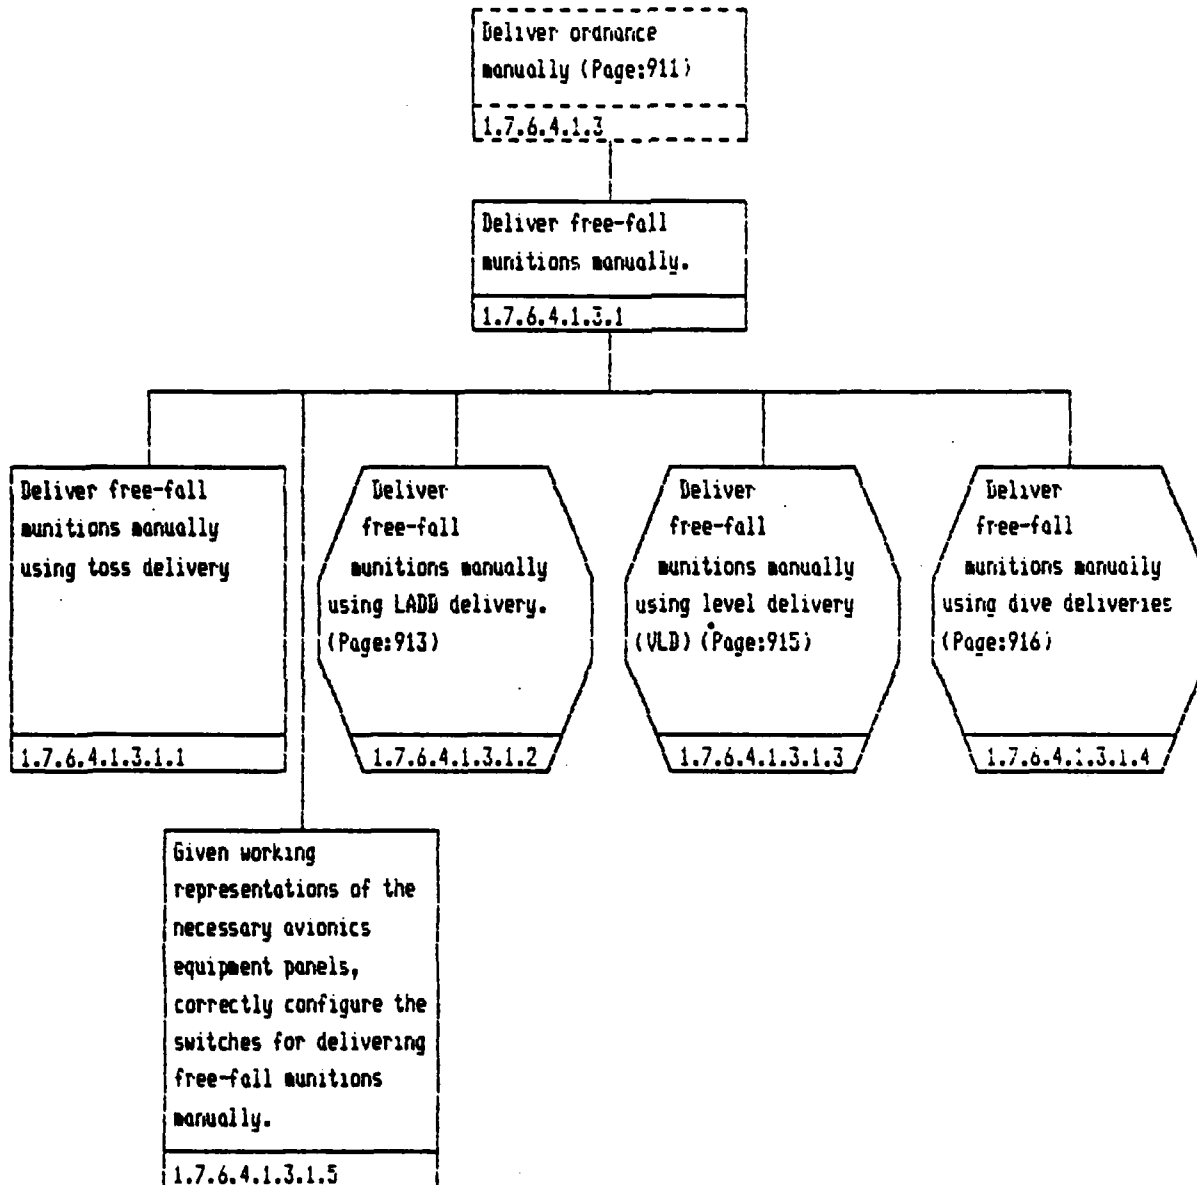 Deliver ordnance
manually (Page:911)
1.7.6.4.1.3
Deliver free-fall
munitions manually.
1.7.6.4.1.3.1
Deliver free-fall
munitions manually
using toss delivery
1.7.6.4.1.3.1.1
Deliver
free-fall
munitions manually
using LADD delivery.
(Page:913)
1.7.6.4.1.3.1.2
Deliver
free-fall
munitions manually
using level delivery
(VLD) (Page:915)
1.7.6.4.1.3.1.3
Deliver
free-fall
munitions manually
using dive deliveries
(Page:916)
1.7.6.4.1.3.1.4
Given working
representations of the
necessary avionics
equipment panels,
correctly configure the
switches for delivering
free-fall munitions
manually.
1.7.6.4.1.3.1.5